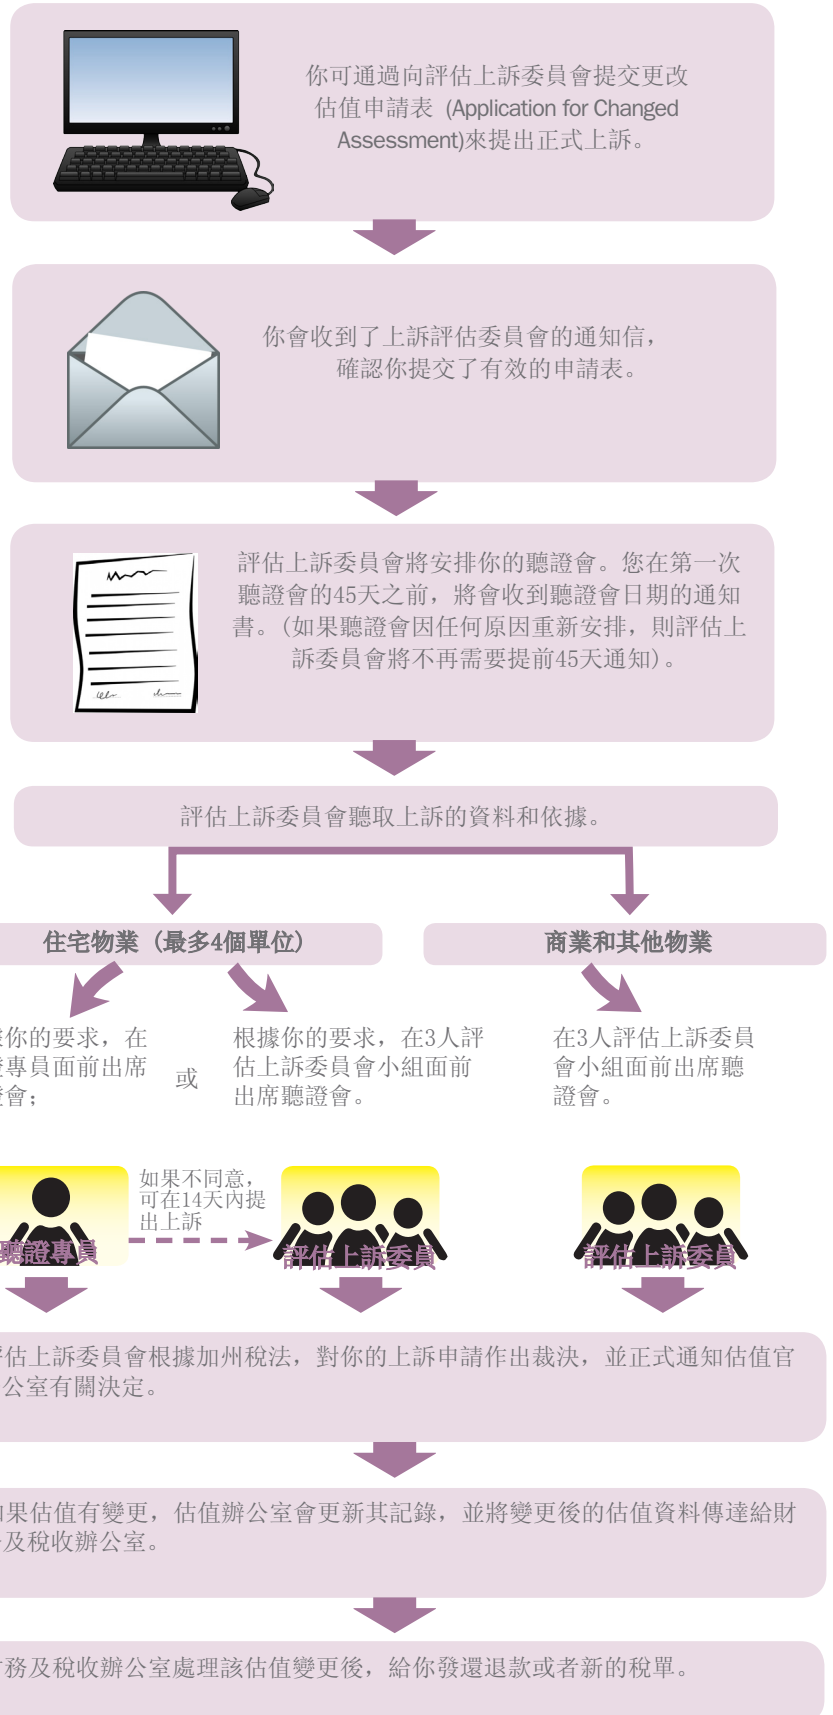 你可通過向評估上訴委員會提交更改
估值申請表 (Application for Changed
Assessment)來提出正式上訴。
你會收到了上訴評估委員會的通知信，
確認你提交了有效的申請表。
評估上訴委員會將安排你的聽證會。您在第一次
聽證會的45天之前，將會收到聽證會日期的通知
書。(如果聽證會因任何原因重新安排，則評估上
訴委員會將不再需要提前45天通知)。
評估上訴委員會聽取上訴的資料和依據。
住宅物業 (最多4個單位)
商業和其他物業
你的要求，在
專員面前出席
會；
或
根據你的要求，在3人評
估上訴委員會小組面前
出席聽證會。
在3人評估上訴委員
會小組面前出席聽
證會。
如果不同意，
可在14天內提
出上訴
聽證專員
評估上訴委員
評估上訴委員
估上訴委員會根據加州稅法，對你的上訴申請作出裁決，並正式通知估值官
公室有關決定。
果估值有變更，估值辦公室會更新其記錄，並將變更後的估值資料傳達給財
及稅收辦公室。
務及稅收辦公室處理該估值變更後，給你發還退款或者新的稅單。